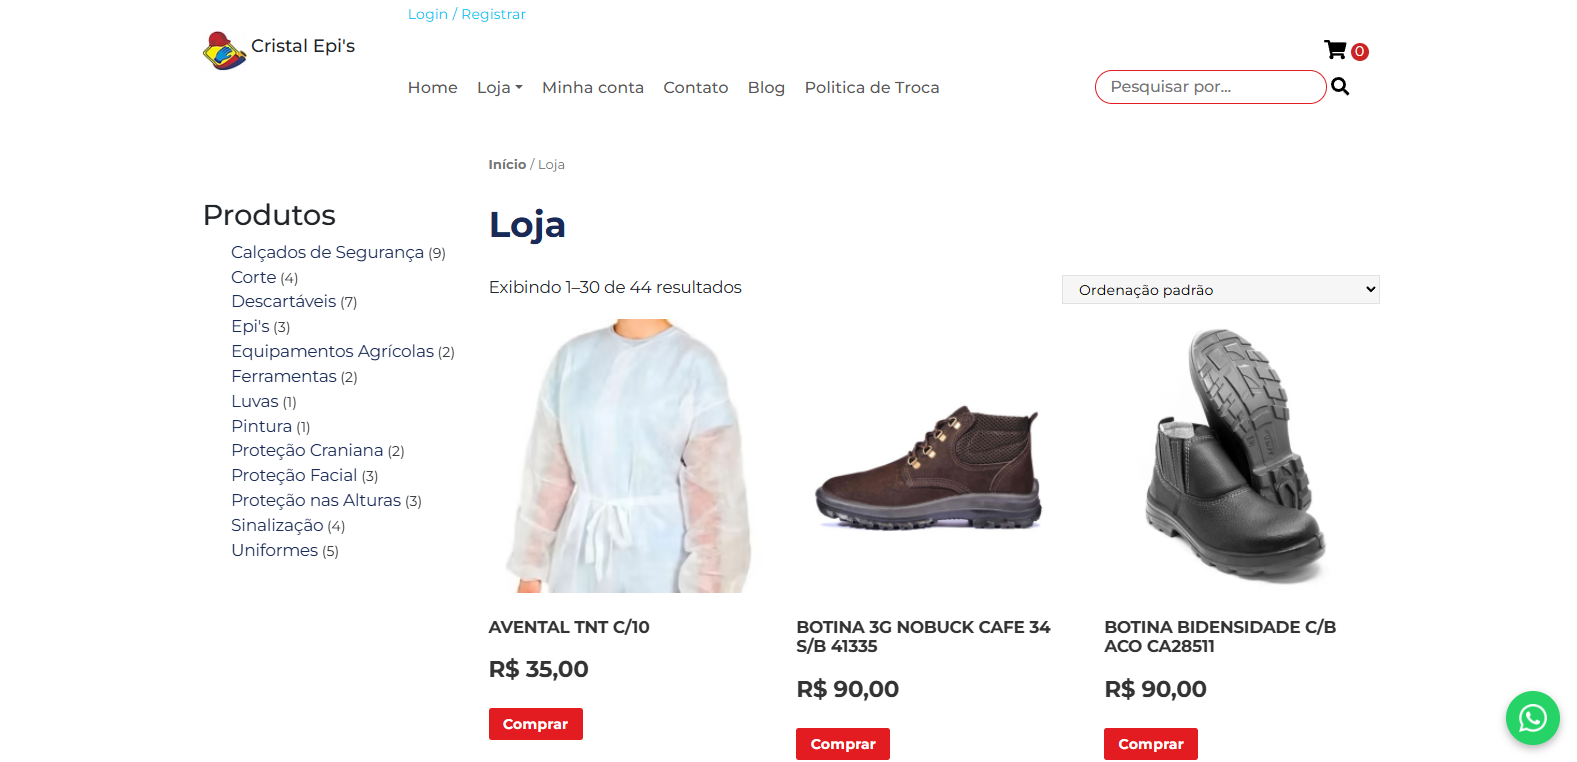 Login / Registrar
Cristal Epi's
0
Home Loja Minha conta Contato Blog Politica de Troca
Pesquisar por...
Início / Loja
Produtos
Calçados de Segurança (9)
Corte (4)
Descartáveis (7)
Epi's (3)
Equipamentos Agrícolas (2)
Ferramentas (2)
Luvas (1)
Pintura (1)
Proteção Craniana (2)
Proteção Facial (3)
Proteção nas Alturas (3)
Sinalização (4)
Uniformes (5)
Loja
Exibindo 1–30 de 44 resultados
Ordenação padrão
AVENTAL TNT C/10
R$ 35,00
Comprar
BOTINA 3G NOBUCK CAFE 34
S/B 41335
R$ 90,00
Comprar
BOTINA BIDENSIDADE C/B
ACO CA28511
R$ 90,00
Comprar